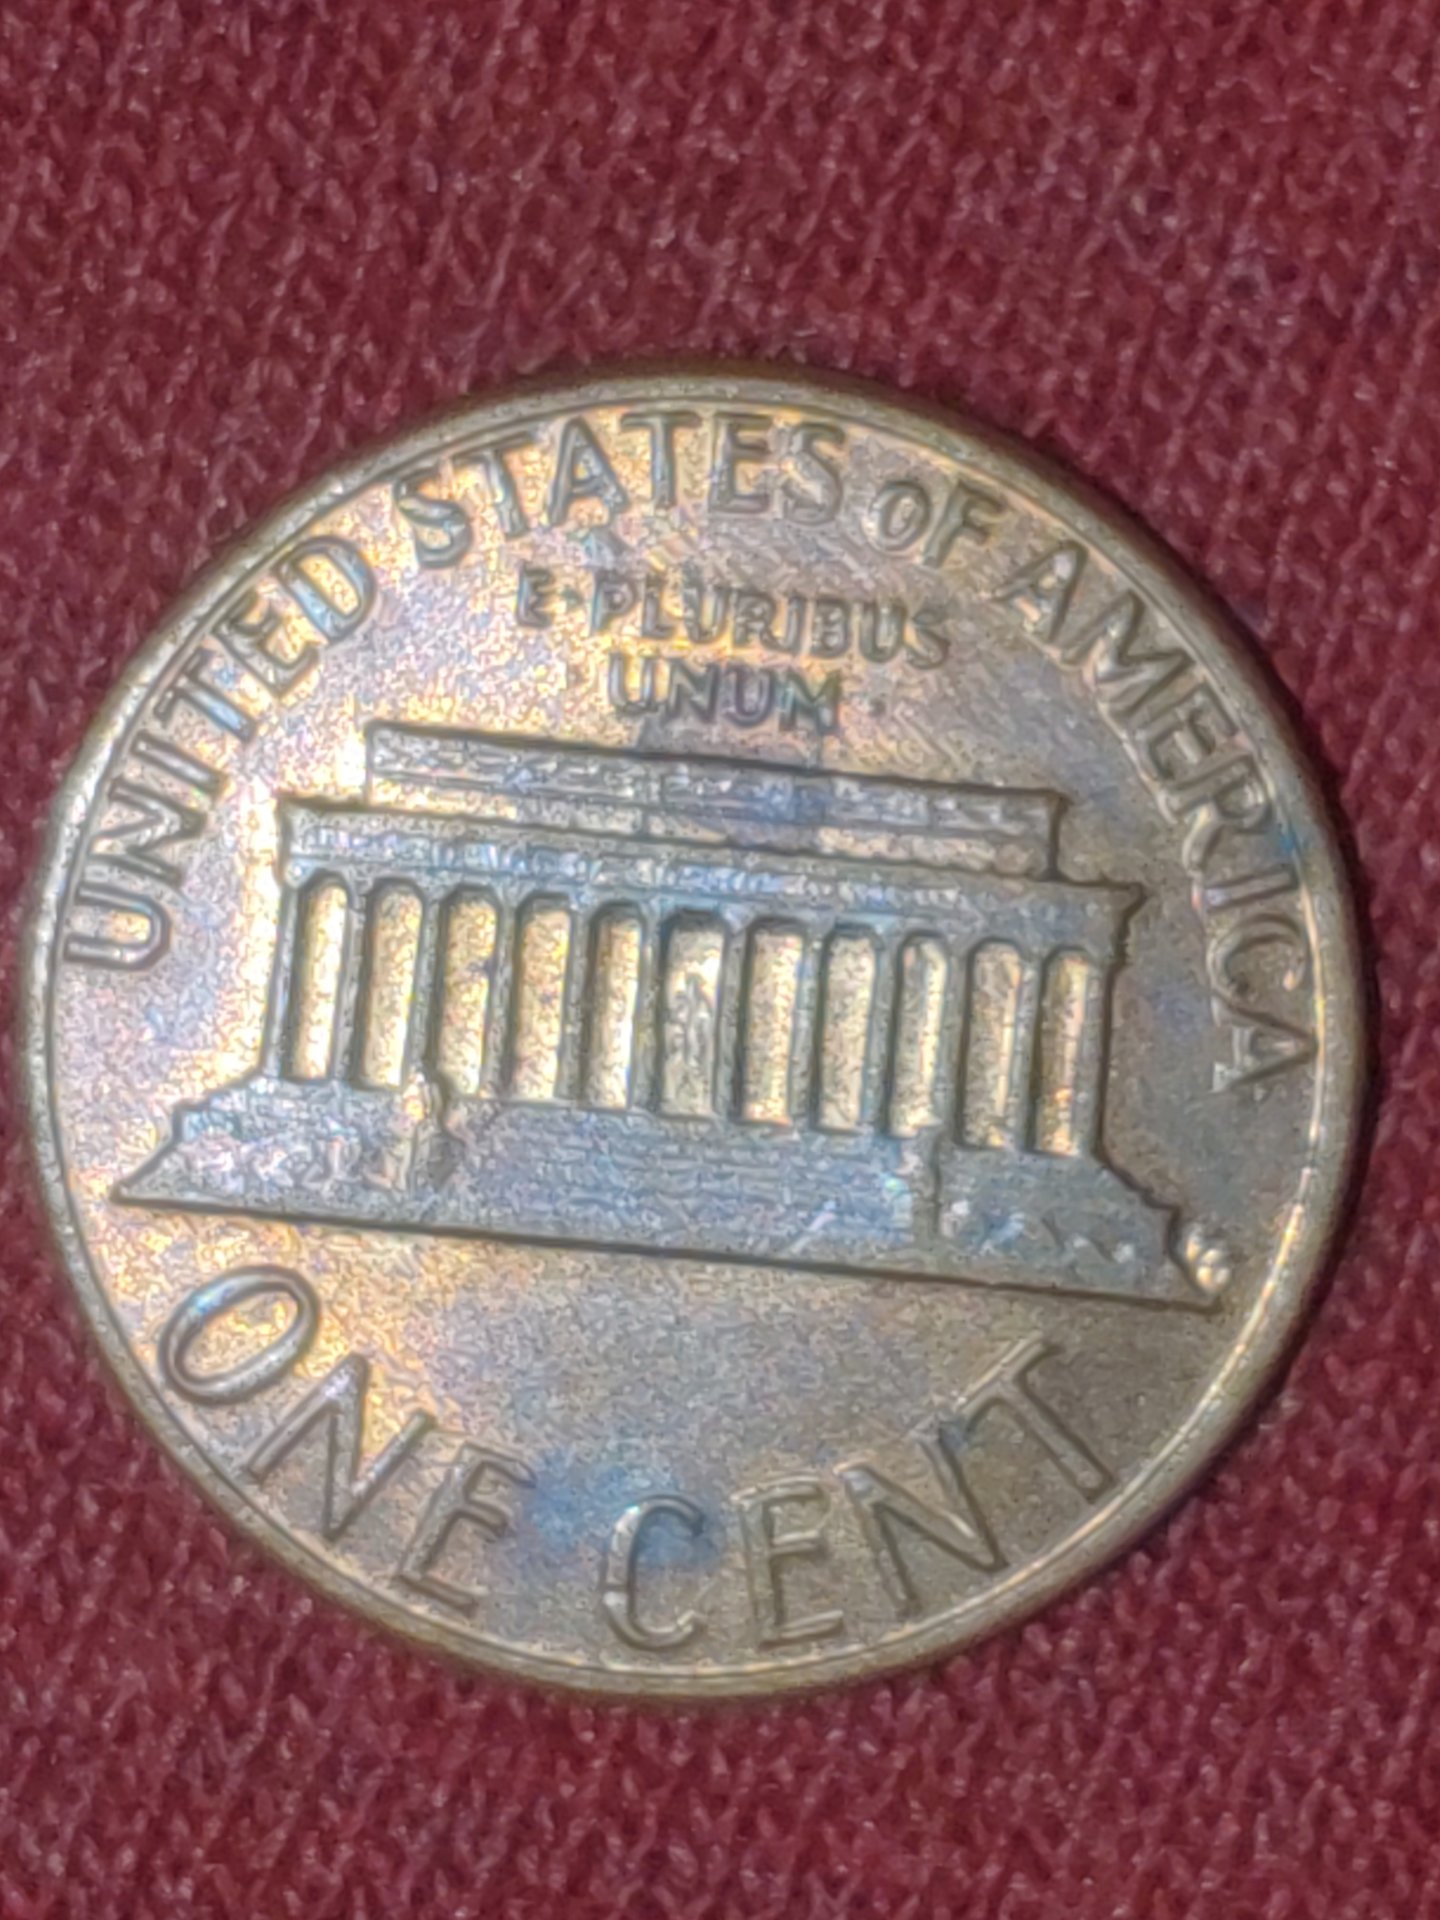 UNITED STATES OF AMERICA
E·PLURIBUS
UNUM
ONE CENT